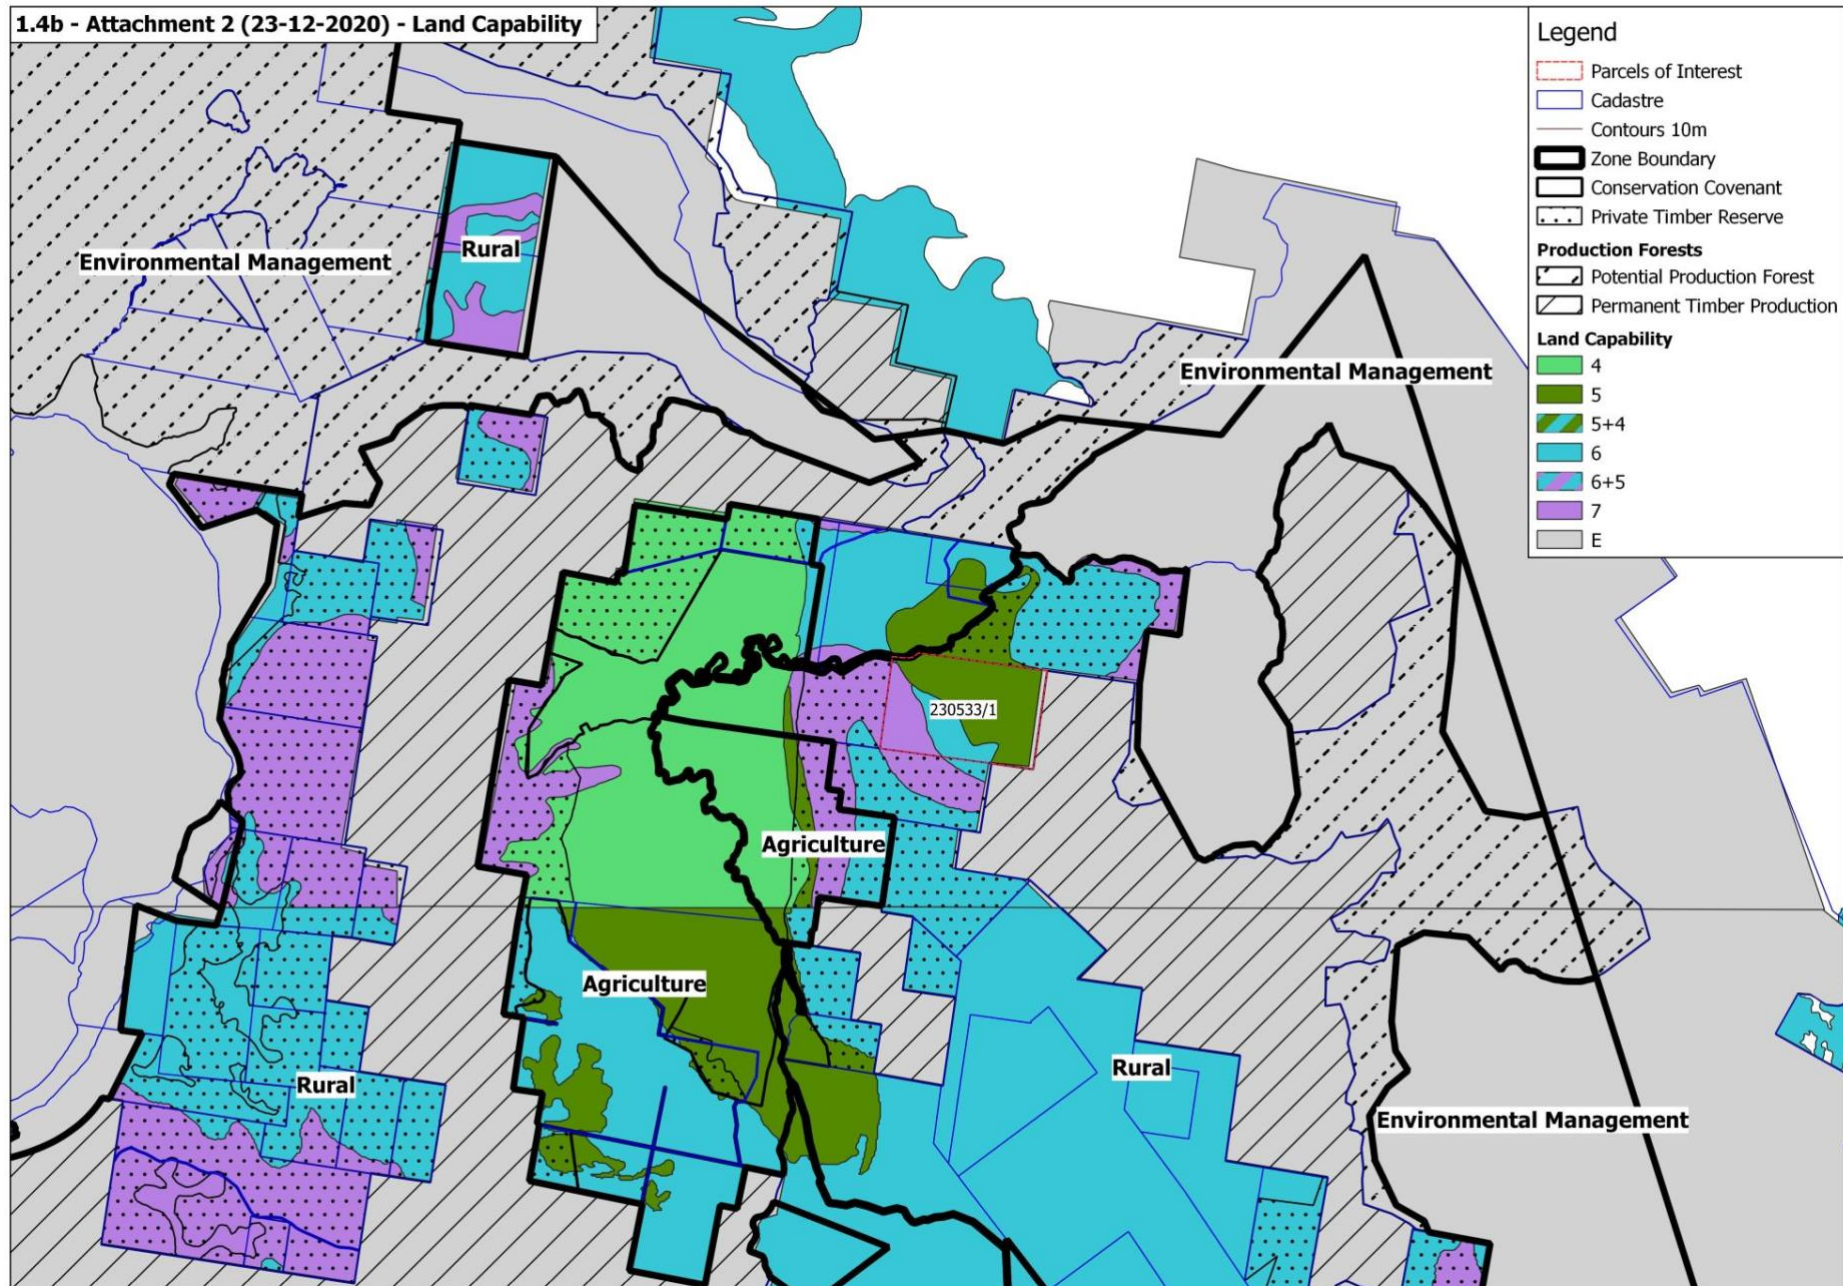 1.4b - Attachment 2 (23-12-2020) - Land Capability
Legend
Parcels of Interest
Cadastre
Contours 10m
Zone Boundary
Conservation Covenant
Private Timber Reserve
Production Forests
Potential Production Forest
Permanent Timber Production
Land Capability
4
5
5+4
6
6+5
7
E
Environmental Management
Rural
Environmental Management
230533/1
Agriculture
Agriculture
Rural
Rural
Environmental Management